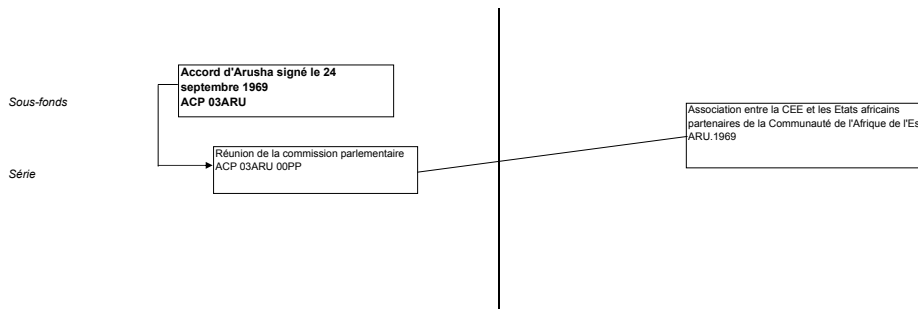 Accord d'Arusha signé le 24
septembre 1969
ACP 03ARU
Sous-fonds
Association entre la CEE et les Etats africains
partenaires de la Communauté de l'Afrique de l'Es
ARU.1969
Réunion de la commission parlementaire
ACP 03ARU 00PP
Série